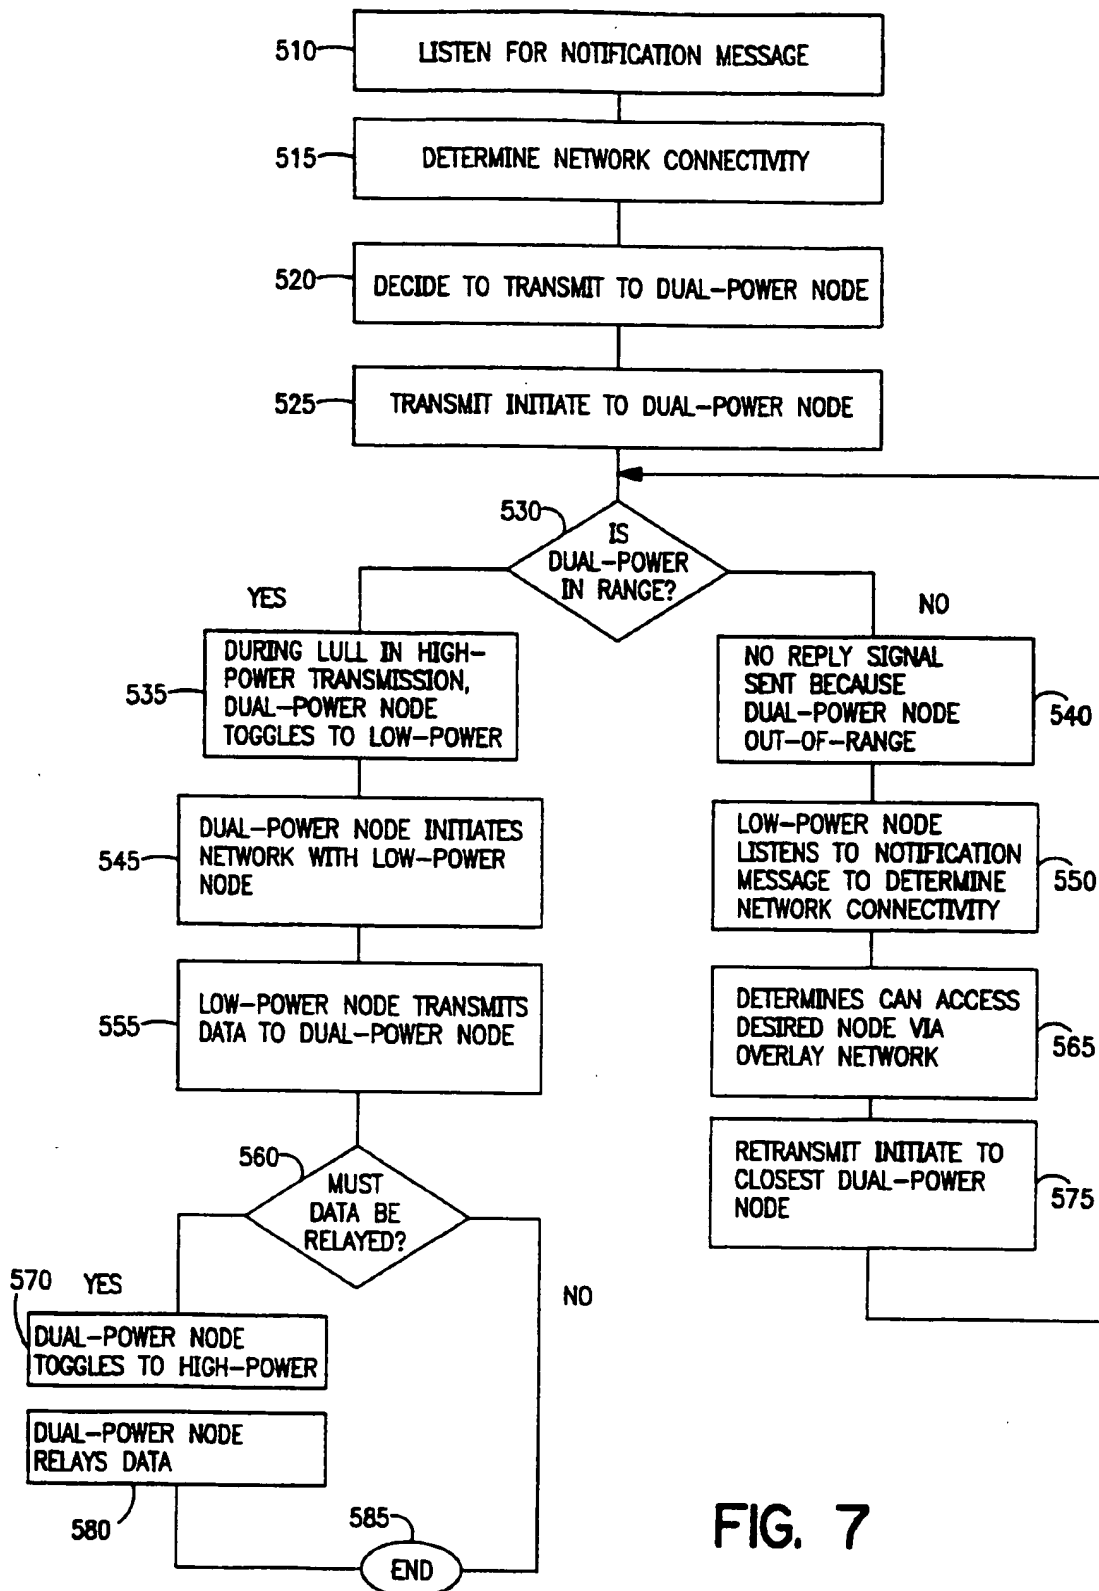 510
LISTEN FOR NOTIFICATION MESSAGE
515
DETERMINE NETWORK CONNECTIVITY
520
DECIDE TO TRANSMIT TO DUAL-POWER NODE
525
TRANSMIT INITIATE TO DUAL-POWER NODE
530
IS
DUAL-POWER
IN RANGE?
YES
NO
535
DURING LULL IN HIGH-
POWER TRANSMISSION,
DUAL-POWER NODE
TOGGLES TO LOW-POWER
NO REPLY SIGNAL
SENT BECAUSE
DUAL-POWER NODE
OUT-OF-RANGE
540
545
DUAL-POWER NODE INITIATES
NETWORK WITH LOW-POWER
NODE
LOW-POWER NODE
LISTENS TO NOTIFICATION
MESSAGE TO DETERMINE
NETWORK CONNECTIVITY
550
555
LOW-POWER NODE TRANSMITS
DATA TO DUAL-POWER NODE
DETERMINES CAN ACCESS
DESIRED NODE VIA
OVERLAY NETWORK
565
560
MUST
DATA BE
RELAYED?
RETRANSMIT INITIATE TO
CLOSEST DUAL-POWER
NODE
575
570
YES
NO
DUAL-POWER NODE
TOGGLES TO HIGH-POWER
DUAL-POWER NODE
RELAYS DATA
580
585
END
FIG. 7